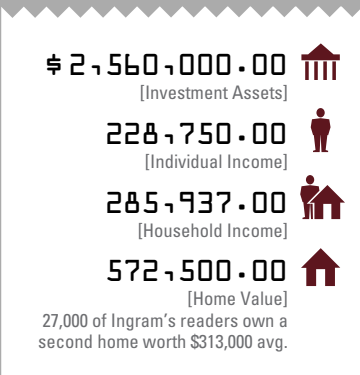 $2,560,000.00
[Investment Assets]
228,750.00
[Individual Income]
285,937.00
[Household Income]
572,500.00
[Home Value]
27,000 of Ingram's readers own a
second home worth $313,000 avg.